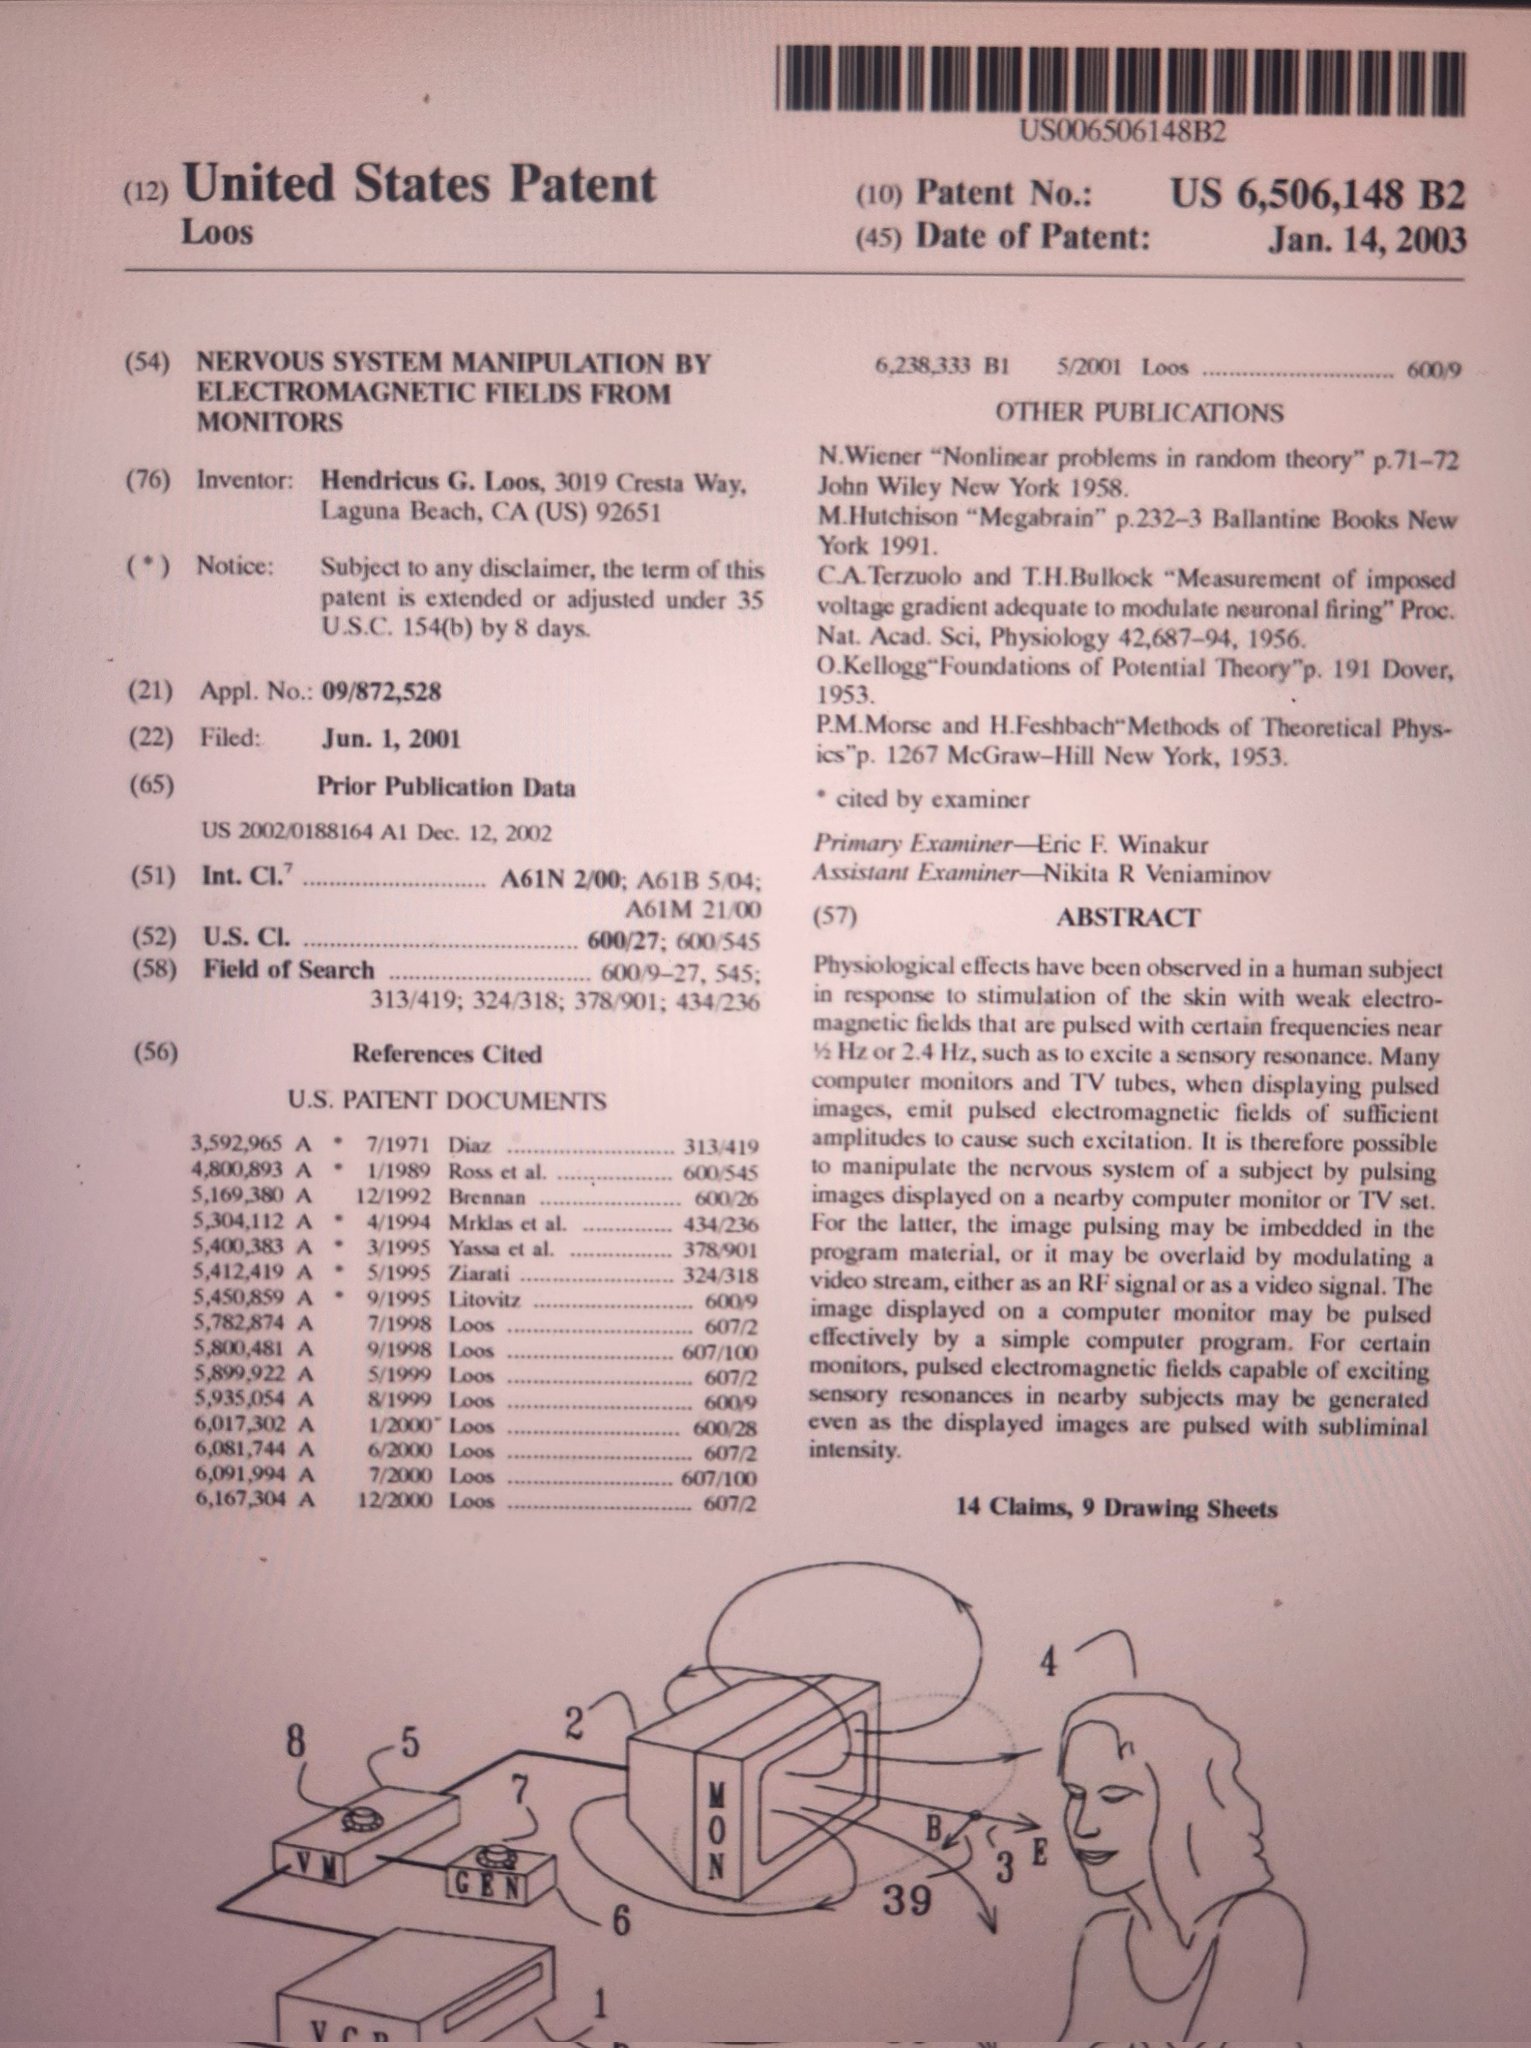 US006506148B2
(12) United States Patent
Loos
(10) Patent No.: US 6,506,148 B2
(45) Date of Patent: Jan. 14, 2003
(54) NERVOUS SYSTEM MANIPULATION BY
ELECTROMAGNETIC FIELDS FROM
MONITORS
(76) Inventor: Hendricus G. Loos, 3019 Cresta Way,
Laguna Beach, CA (US) 92651
(*) Notice: Subject to any disclaimer, the term of this
patent is extended or adjusted under 35
U.S.C. 154(b) by 8 days.
(21) Appl. No.: 09/872,528
(22) Filed: Jun. 1, 2001
(65) Prior Publication Data
US 2002/0188164 A1 Dec. 12, 2002
(51) Int. Cl.7 ............................ A61N 2/00; A61B 5/04;
A61M 21/00
(52) U.S. Cl. ........................................ 600/27; 600/545
(58) Field of Search .............................. 600/9–27, 545;
313/419; 324/318; 378/901; 434/236
(56) References Cited
U.S. PATENT DOCUMENTS
3,592,965 A * 7/1971 Diaz .......................... 313/419
4,800,893 A * 1/1989 Ross et al. .................. 600/545
5,169,380 A 12/1992 Brennan ...................... 600/26
5,304,112 A * 4/1994 Mrklas et al. .............. 434/236
5,400,383 A * 3/1995 Yassa et al. ................ 378/901
5,412,419 A * 5/1995 Ziarati ........................ 324/318
5,450,859 A * 9/1995 Litovitz ........................ 600/9
5,782,874 A 7/1998 Loos ............................ 607/2
5,800,481 A 9/1998 Loos .......................... 607/100
5,899,922 A 5/1999 Loos ............................ 607/2
5,935,054 A 8/1999 Loos ............................ 600/9
6,017,302 A 1/2000 Loos .......................... 600/28
6,081,744 A 6/2000 Loos ............................ 607/2
6,091,994 A 7/2000 Loos .......................... 607/100
6,167,304 A 12/2000 Loos ............................ 607/2
6,238,333 B1 5/2001 Loos .............................. 600/9
OTHER PUBLICATIONS
N.Wiener “Nonlinear problems in random theory” p.71–72
John Wiley New York 1958.
M.Hutchison “Megabrain” p.232–3 Ballantine Books New
York 1991.
C.A.Terzuolo and T.H.Bullock “Measurement of imposed
voltage gradient adequate to modulate neuronal firing” Proc.
Nat. Acad. Sci, Physiology 42,687–94, 1956.
O.Kellogg“Foundations of Potential Theory”p. 191 Dover,
1953.
P.M.Morse and H.Feshbach“Methods of Theoretical Phys-
ics”p. 1267 McGraw–Hill New York, 1953.
* cited by examiner
Primary Examiner—Eric F. Winakur
Assistant Examiner—Nikita R Veniaminov
(57) ABSTRACT
Physiological effects have been observed in a human subject
in response to stimulation of the skin with weak electro-
magnetic fields that are pulsed with certain frequencies near
½ Hz or 2.4 Hz, such as to excite a sensory resonance. Many
computer monitors and TV tubes, when displaying pulsed
images, emit pulsed electromagnetic fields of sufficient
amplitudes to cause such excitation. It is therefore possible
to manipulate the nervous system of a subject by pulsing
images displayed on a nearby computer monitor or TV set.
For the latter, the image pulsing may be imbedded in the
program material, or it may be overlaid by modulating a
video stream, either as an RF signal or as a video signal. The
image displayed on a computer monitor may be pulsed
effectively by a simple computer program. For certain
monitors, pulsed electromagnetic fields capable of exciting
sensory resonances in nearby subjects may be generated
even as the displayed images are pulsed with subliminal
intensity.
14 Claims, 9 Drawing Sheets
4
2
8 5
7
MON
B
E
3
VM
GEN
39
6
1
VCR